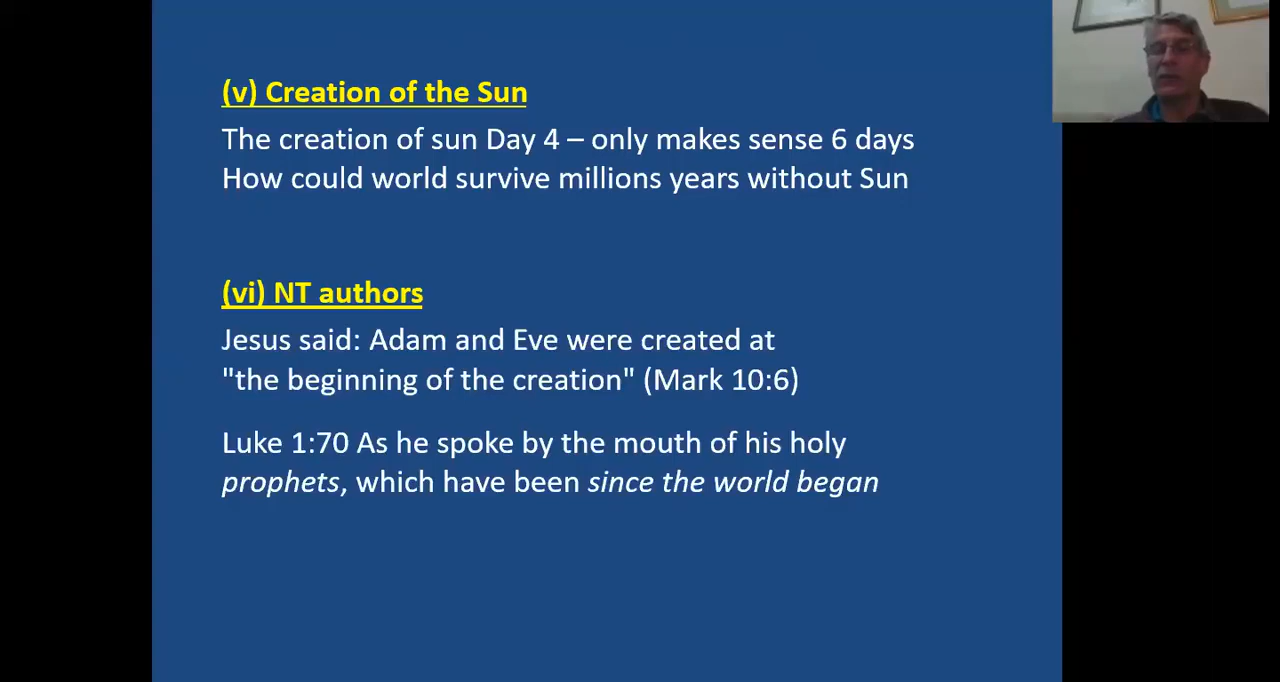 (v) Creation of the Sun
The creation of sun Day 4 – only makes sense 6 days
How could world survive millions years without Sun
(vi) NT authors
Jesus said: Adam and Eve were created at
"the beginning of the creation" (Mark 10:6)
Luke 1:70 As he spoke by the mouth of his holy
prophets, which have been since the world began